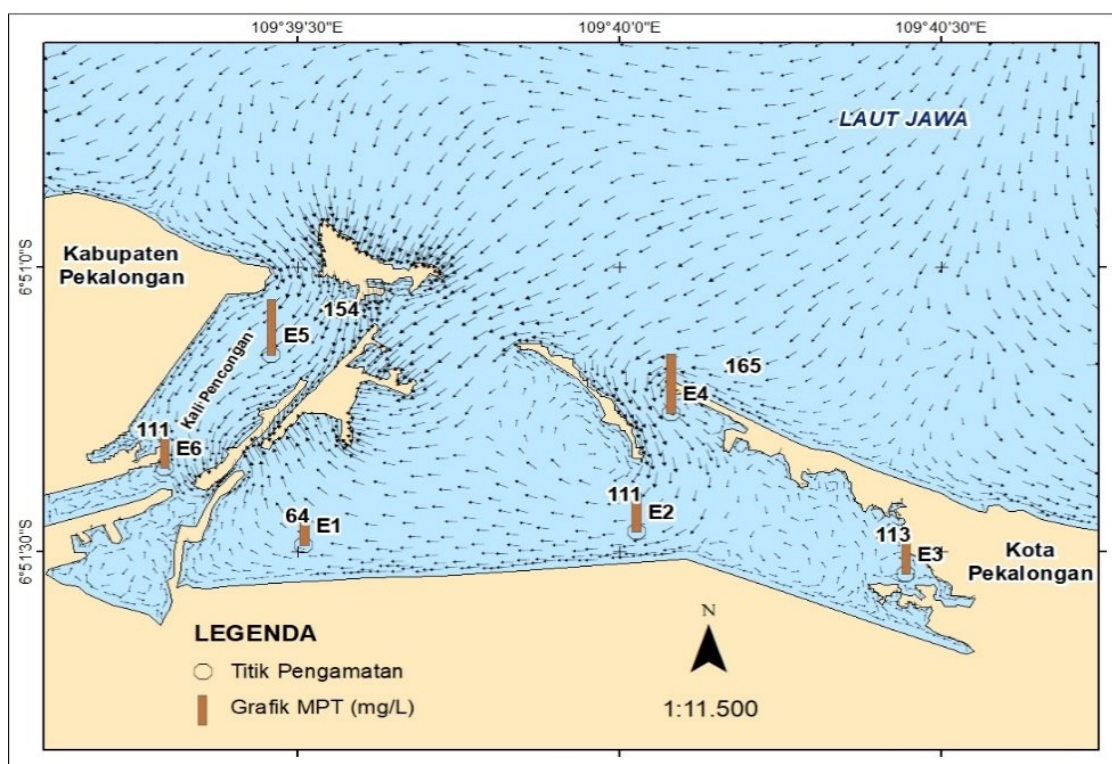 109°39'30"E
109°40'0"E
109°40'30"E
LAUT JAWA
6°51'0"S
Kabupaten
Pekalongan
154
E5
165
E4
Kali Pencongan
111
E6
111
E2
64
E1
113
E3
6°51'30"S
Kota
Pekalongan
N
LEGENDA
Titik Pengamatan
Grafik MPT (mg/L)
1:11.500